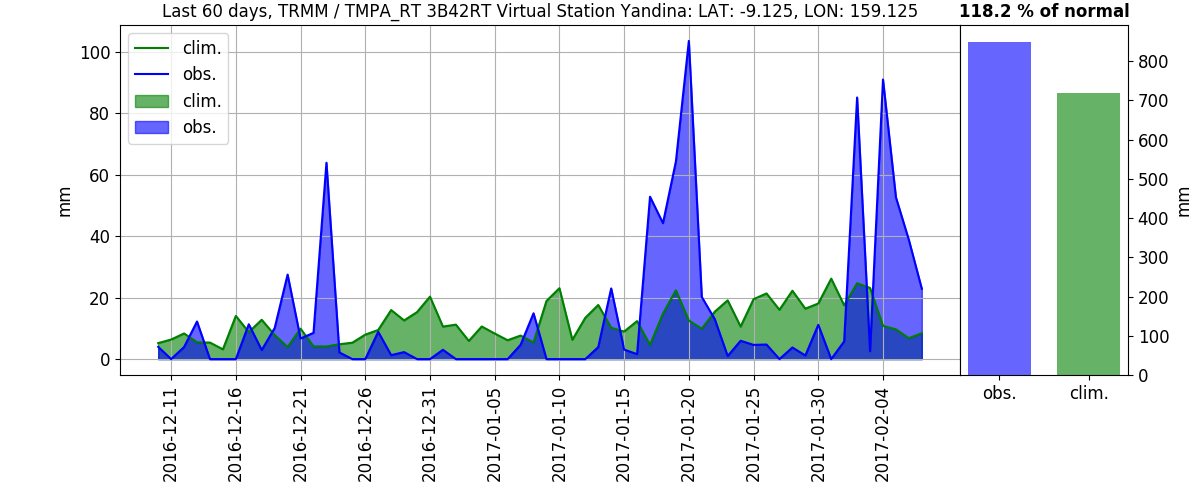 Last 60 days, TRMM / TMPA_RT 3B42RT Virtual Station Yandina: LAT: -9.125, LON: 159.125
118.2 % of normal
clim.
obs.
clim.
obs.
mm
100
80
60
40
20
0
2016-12-11
2016-12-16
2016-12-21
2016-12-26
2016-12-31
2017-01-05
2017-01-10
2017-01-15
2017-01-20
2017-01-25
2017-01-30
2017-02-04
800
700
600
500
400
300
200
100
0
mm
obs.
clim.